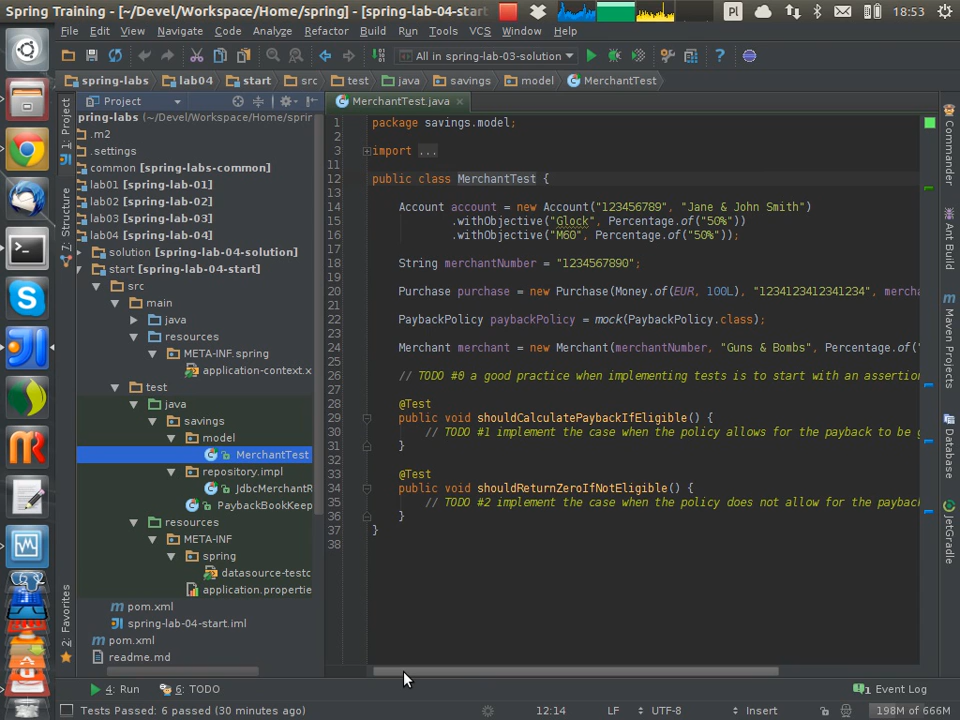 Spring Training - [~/Devel/Workspace/Home/spring] - [spring-lab-04-start
Pl
18:53
File Edit View Navigate Code Analyze Refactor Build Run Tools VCS Window Help
All in spring-lab-03-solution
spring-labs lab04 start src test java savings model MerchantTest
1: Project
7: Structure
2: Favorites
Project
pring-labs (~/Devel/Workspace/Home/sprin
.m2
.settings
common [spring-labs-common]
lab01 [spring-lab-01]
lab02 [spring-lab-02]
lab03 [spring-lab-03]
lab04 [spring-lab-04]
solution [spring-lab-04-solution]
start [spring-lab-04-start]
src
main
java
resources
META-INF.spring
application-context.x
test
java
savings
model
MerchantTest
repository.impl
JdbcMerchantR
PaybackBookKeep
resources
META-INF
spring
datasource-testc
application.propertie
pom.xml
spring-lab-04-start.iml
pom.xml
readme.md
MerchantTest.java
1 package savings.model;
2
3 import ...
11
12 public class MerchantTest {
13
14 Account account = new Account("123456789", "Jane & John Smith")
15 .withObjective("Glock", Percentage.of("50%"))
16 .withObjective("M60", Percentage.of("50%"));
17
18 String merchantNumber = "1234567890";
19
20 Purchase purchase = new Purchase(Money.of(EUR, 100L), "1234123412341234", mercha
21
22 PaybackPolicy paybackPolicy = mock(PaybackPolicy.class);
23
24 Merchant merchant = new Merchant(merchantNumber, "Guns & Bombs", Percentage.of("
25
26 // TODO #0 a good practice when implementing tests is to start with an assertion
27
28 @Test
29 public void shouldCalculatePaybackIfEligible() {
30 // TODO #1 implement the case when the policy allows for the payback to be g
31 }
32
33 @Test
34 public void shouldReturnZeroIfNotEligible() {
35 // TODO #2 implement the case when the policy does not allow for the payback
36 }
37 }
38
Commander
Ant Build
Maven Projects
Database
JetGradle
4: Run 6: TODO
1 Event Log
Tests Passed: 6 passed (30 minutes ago)
12:14 LF UTF-8 Insert 198M of 666M